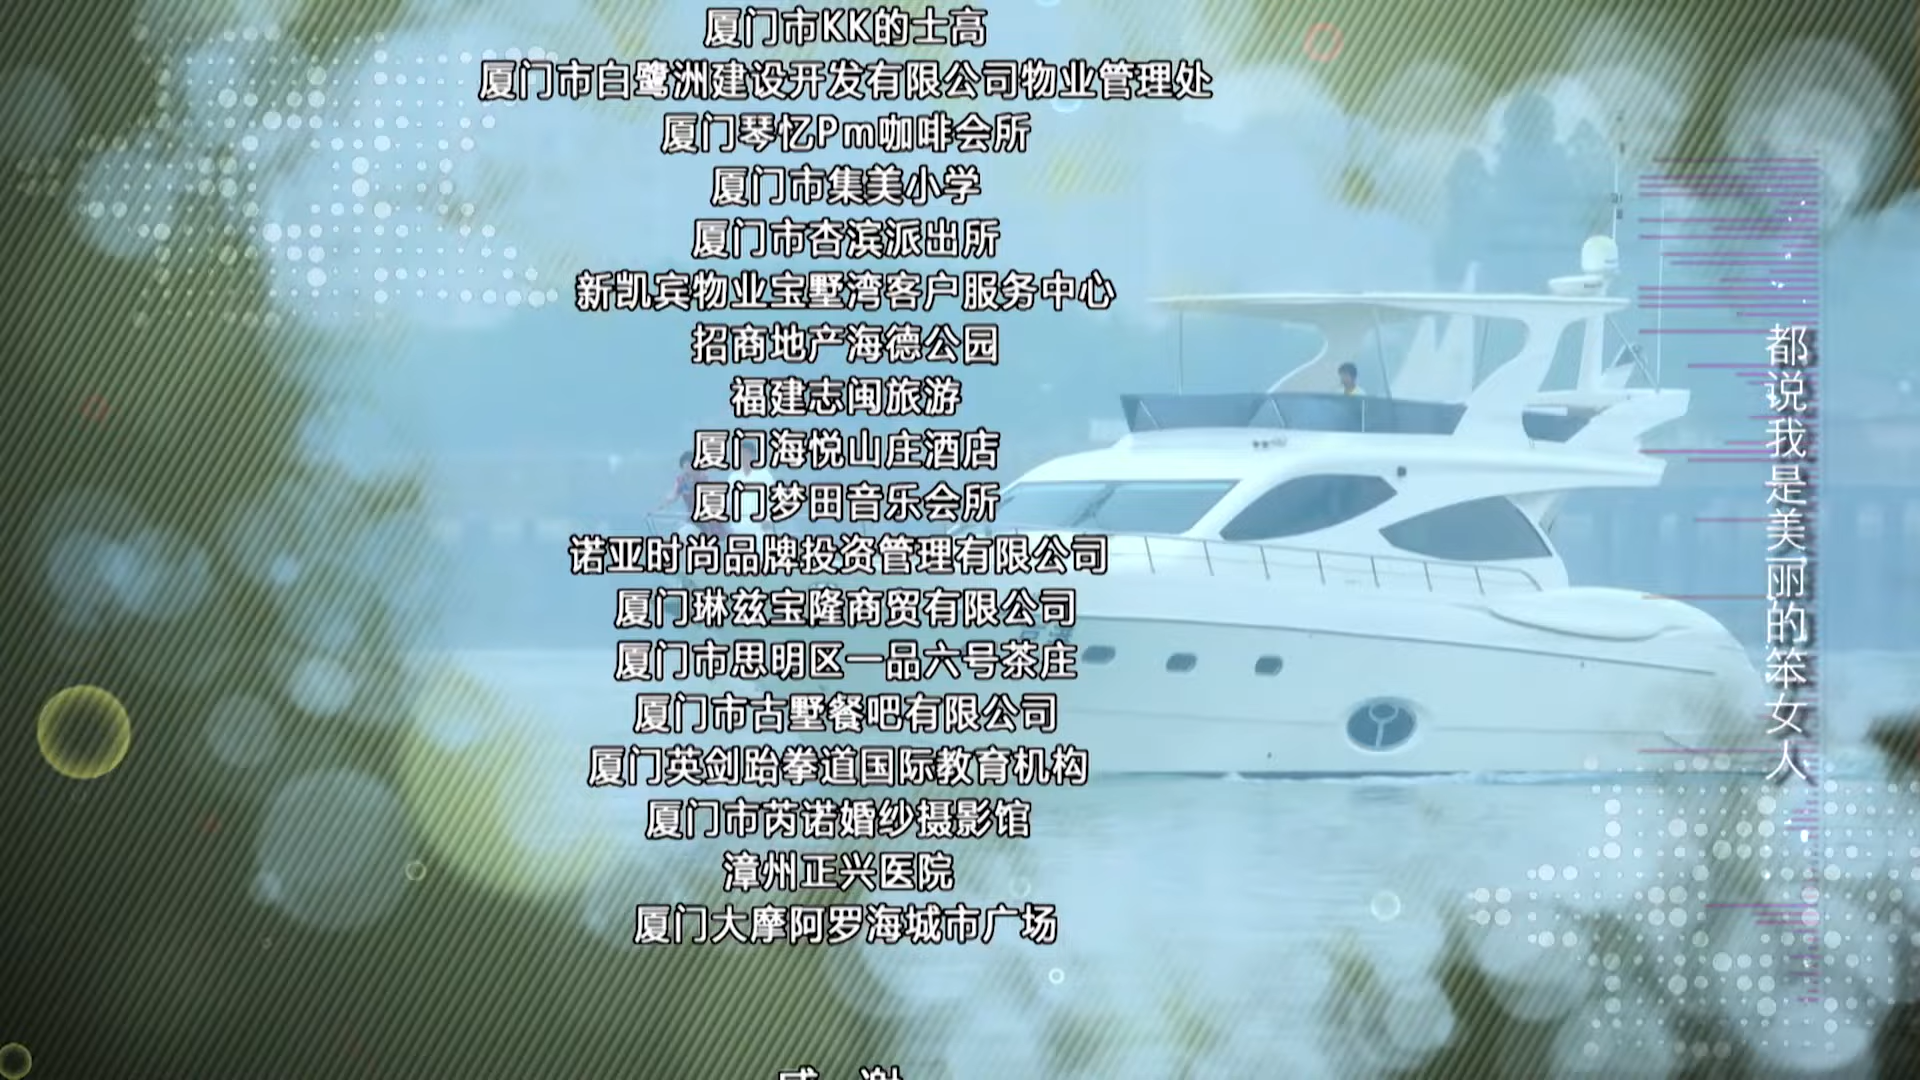 厦门市KK的士高
厦门市白鹭洲建设开发有限公司物业管理处
厦门琴忆Pm咖啡会所
厦门市集美小学
厦门市杏滨派出所
新凯宾物业宝墅湾客户服务中心
招商地产海德公园
福建志闽旅游
厦门海悦山庄酒店
厦门梦田音乐会所
诺亚时尚品牌投资管理有限公司
厦门琳兹宝隆商贸有限公司
厦门市思明区一品六号茶庄
厦门市古墅餐吧有限公司
厦门英剑跆拳道国际教育机构
厦门市芮诺婚纱摄影馆
漳州正兴医院
厦门大摩阿罗海城市广场
感谢
都说我是美丽的笨女人